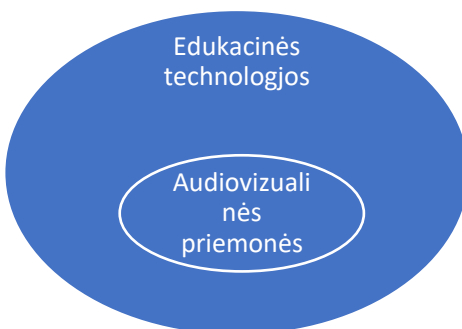 Edukacinės
technologjos
Audiovizuali
nės
priemonės